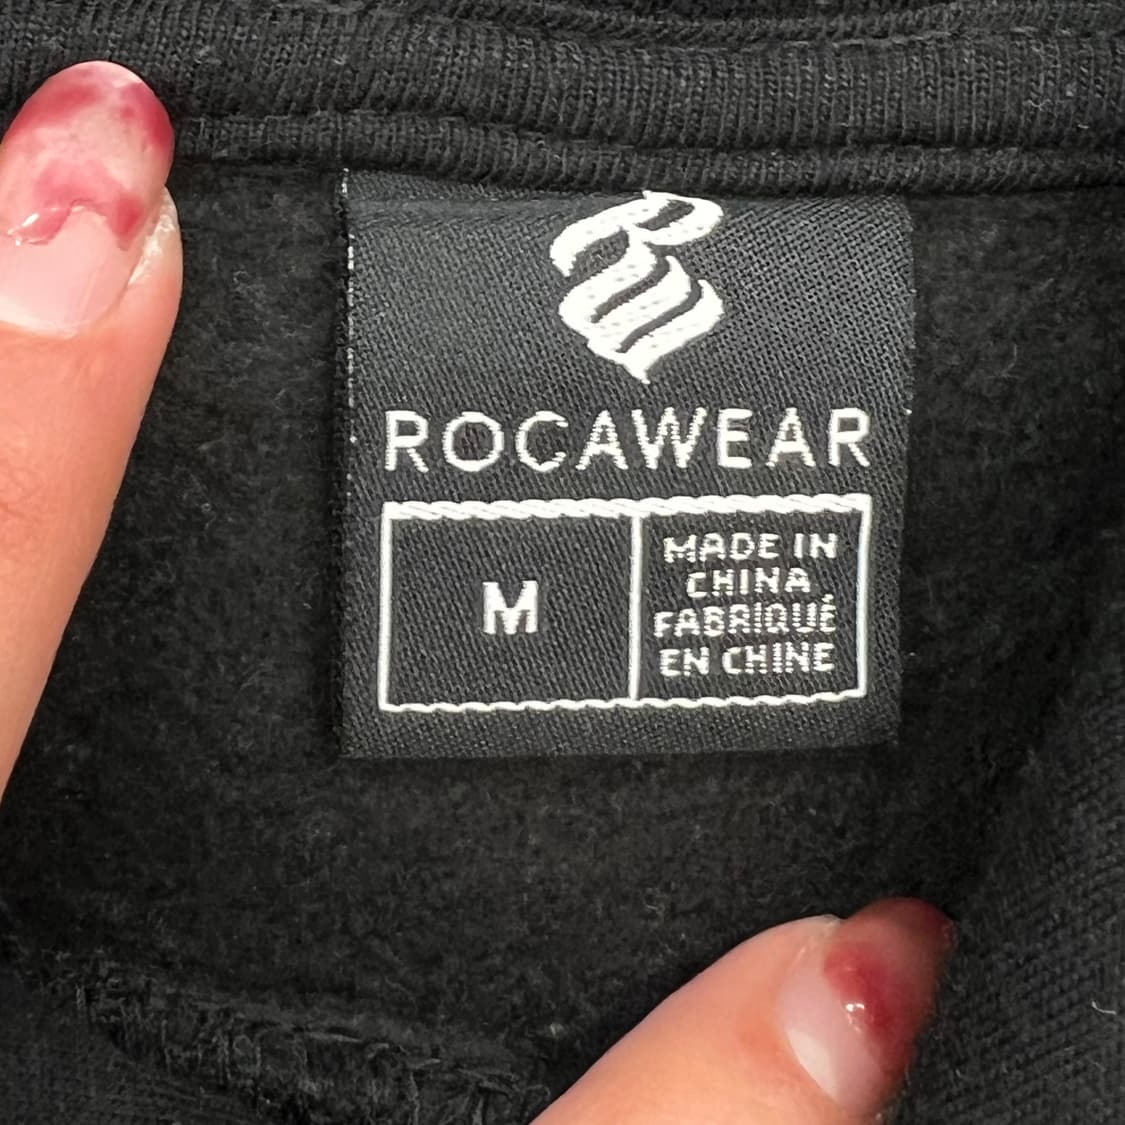 ROCAWEAR
M
MADE IN
CHINA
FABRIQUÉ
EN CHINE